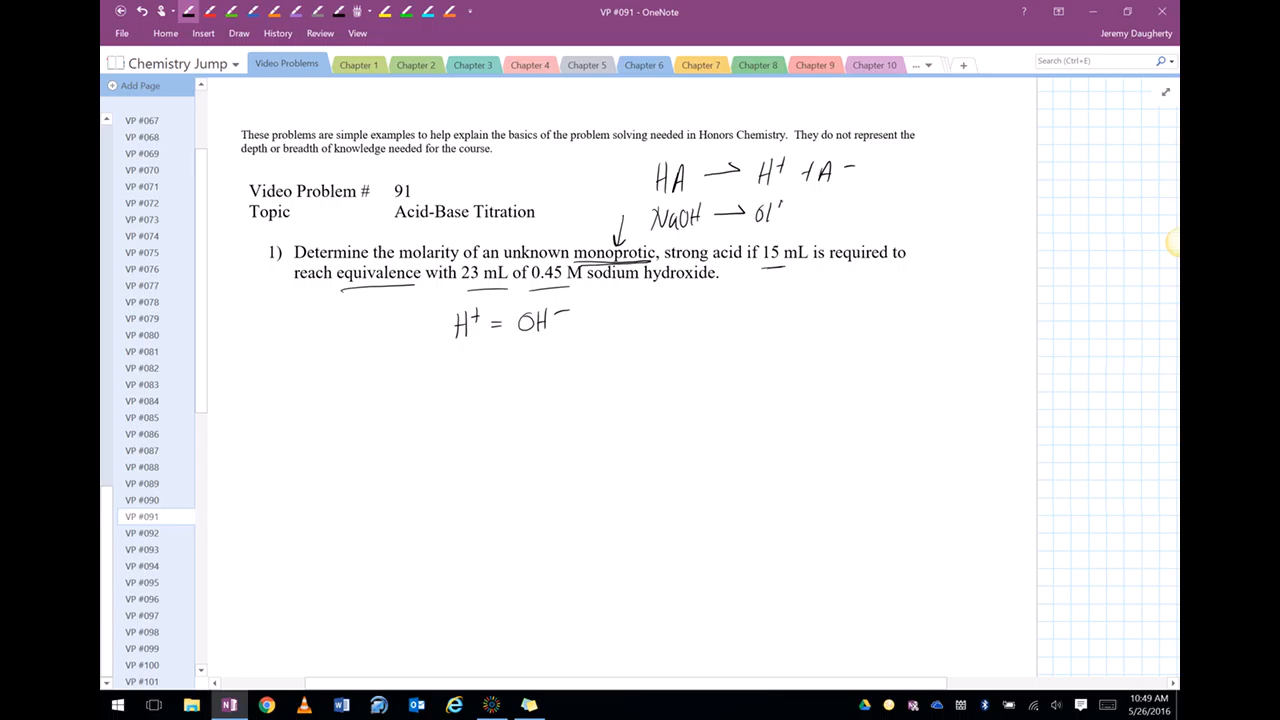 VP #091 - OneNote
?
File Home Insert Draw History Review View
Jeremy Daugherty
Chemistry Jump
Video Problems Chapter 1 Chapter 2 Chapter 3 Chapter 4 Chapter 5 Chapter 6 Chapter 7 Chapter 8 Chapter 9 Chapter 10 ...
Search (Ctrl+E)
Add Page
VP #067
VP #068
VP #069
VP #070
VP #071
VP #072
VP #073
VP #074
VP #075
VP #076
VP #077
VP #078
VP #079
VP #080
VP #081
VP #082
VP #083
VP #084
VP #085
VP #086
VP #087
VP #088
VP #089
VP #090
VP #091
VP #092
VP #093
VP #094
VP #095
VP #096
VP #097
VP #098
VP #099
VP #100
VP #101
These problems are simple examples to help explain the basics of the problem solving needed in Honors Chemistry. They do not represent the
depth or breadth of knowledge needed for the course.
HA → H⁺ + A⁻
Video Problem # 91
Topic Acid-Base Titration
NaOH →
1) Determine the molarity of an unknown monoprotic, strong acid if 15 mL is required to
reach equivalence with 23 mL of 0.45 M sodium hydroxide.
H⁺ = OH⁻
10:49 AM
5/26/2016